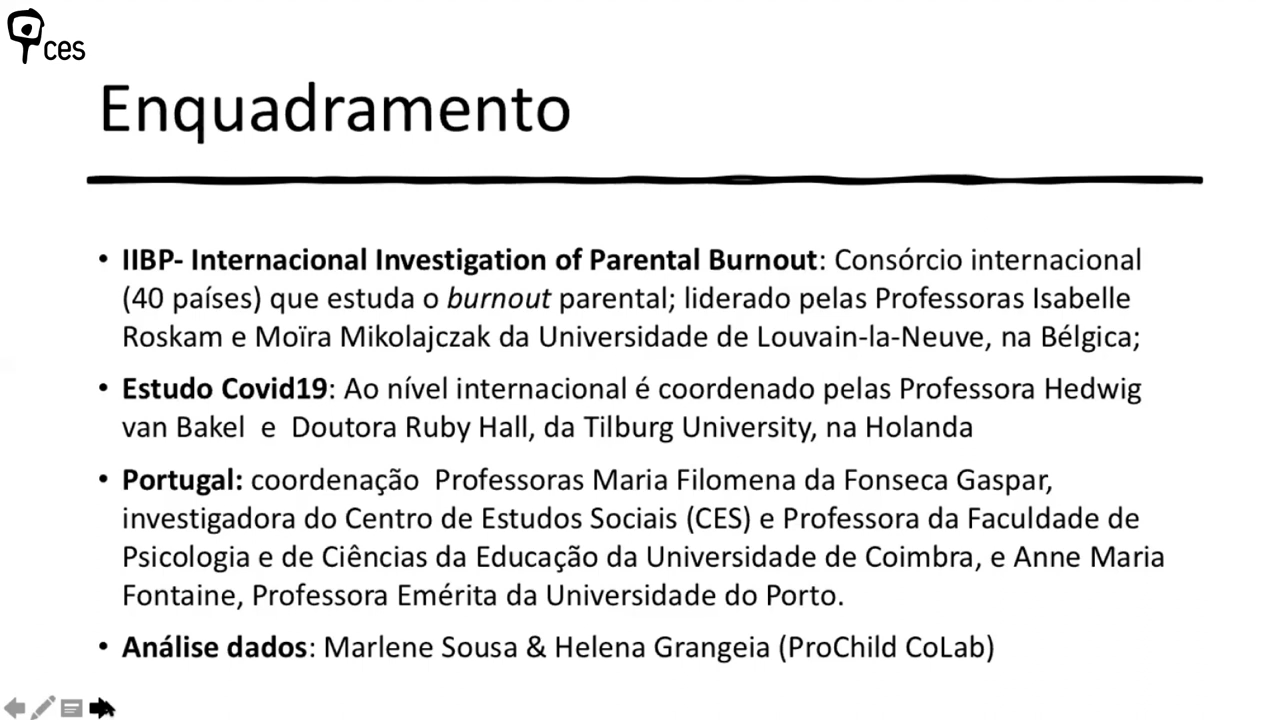 ces
Enquadramento
• IIBP- Internacional Investigation of Parental Burnout: Consórcio internacional
(40 países) que estuda o burnout parental; liderado pelas Professoras Isabelle
Roskam e Moïra Mikolajczak da Universidade de Louvain-la-Neuve, na Bélgica;
• Estudo Covid19: Ao nível internacional é coordenado pelas Professora Hedwig
van Bakel e Doutora Ruby Hall, da Tilburg University, na Holanda
• Portugal: coordenação Professoras Maria Filomena da Fonseca Gaspar,
investigadora do Centro de Estudos Sociais (CES) e Professora da Faculdade de
Psicologia e de Ciências da Educação da Universidade de Coimbra, e Anne Maria
Fontaine, Professora Emérita da Universidade do Porto.
• Análise dados: Marlene Sousa & Helena Grangeia (ProChild CoLab)